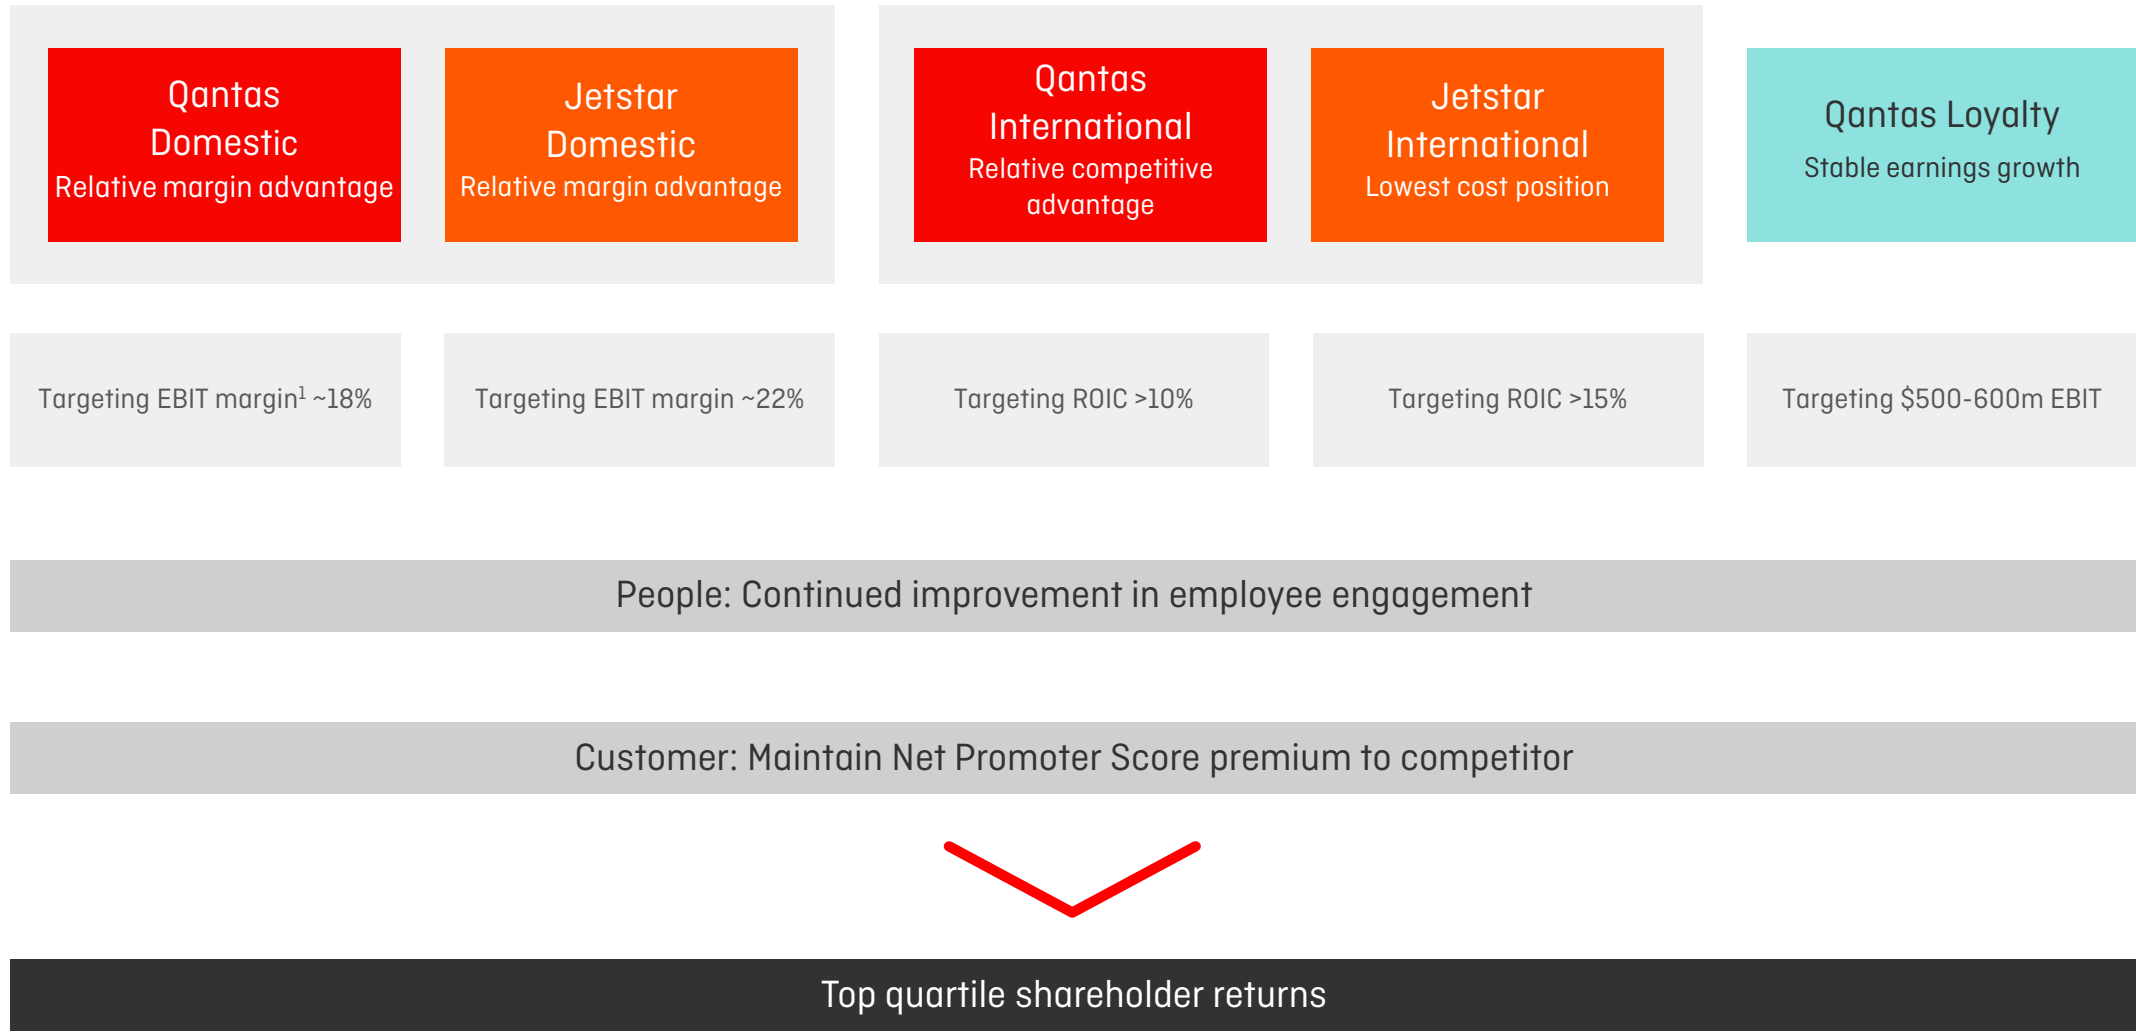 Qantas
Domestic
Relative margin advantage
Jetstar
Domestic
Relative margin advantage
Qantas
International
Relative competitive
advantage
Jetstar
International
Lowest cost position
Qantas Loyalty
Stable earnings growth
Targeting EBIT margin¹ ~18%
Targeting EBIT margin ~22%
Targeting ROIC >10%
Targeting ROIC >15%
Targeting $500-600m EBIT
People: Continued improvement in employee engagement
Customer: Maintain Net Promoter Score premium to competitor
Top quartile shareholder returns